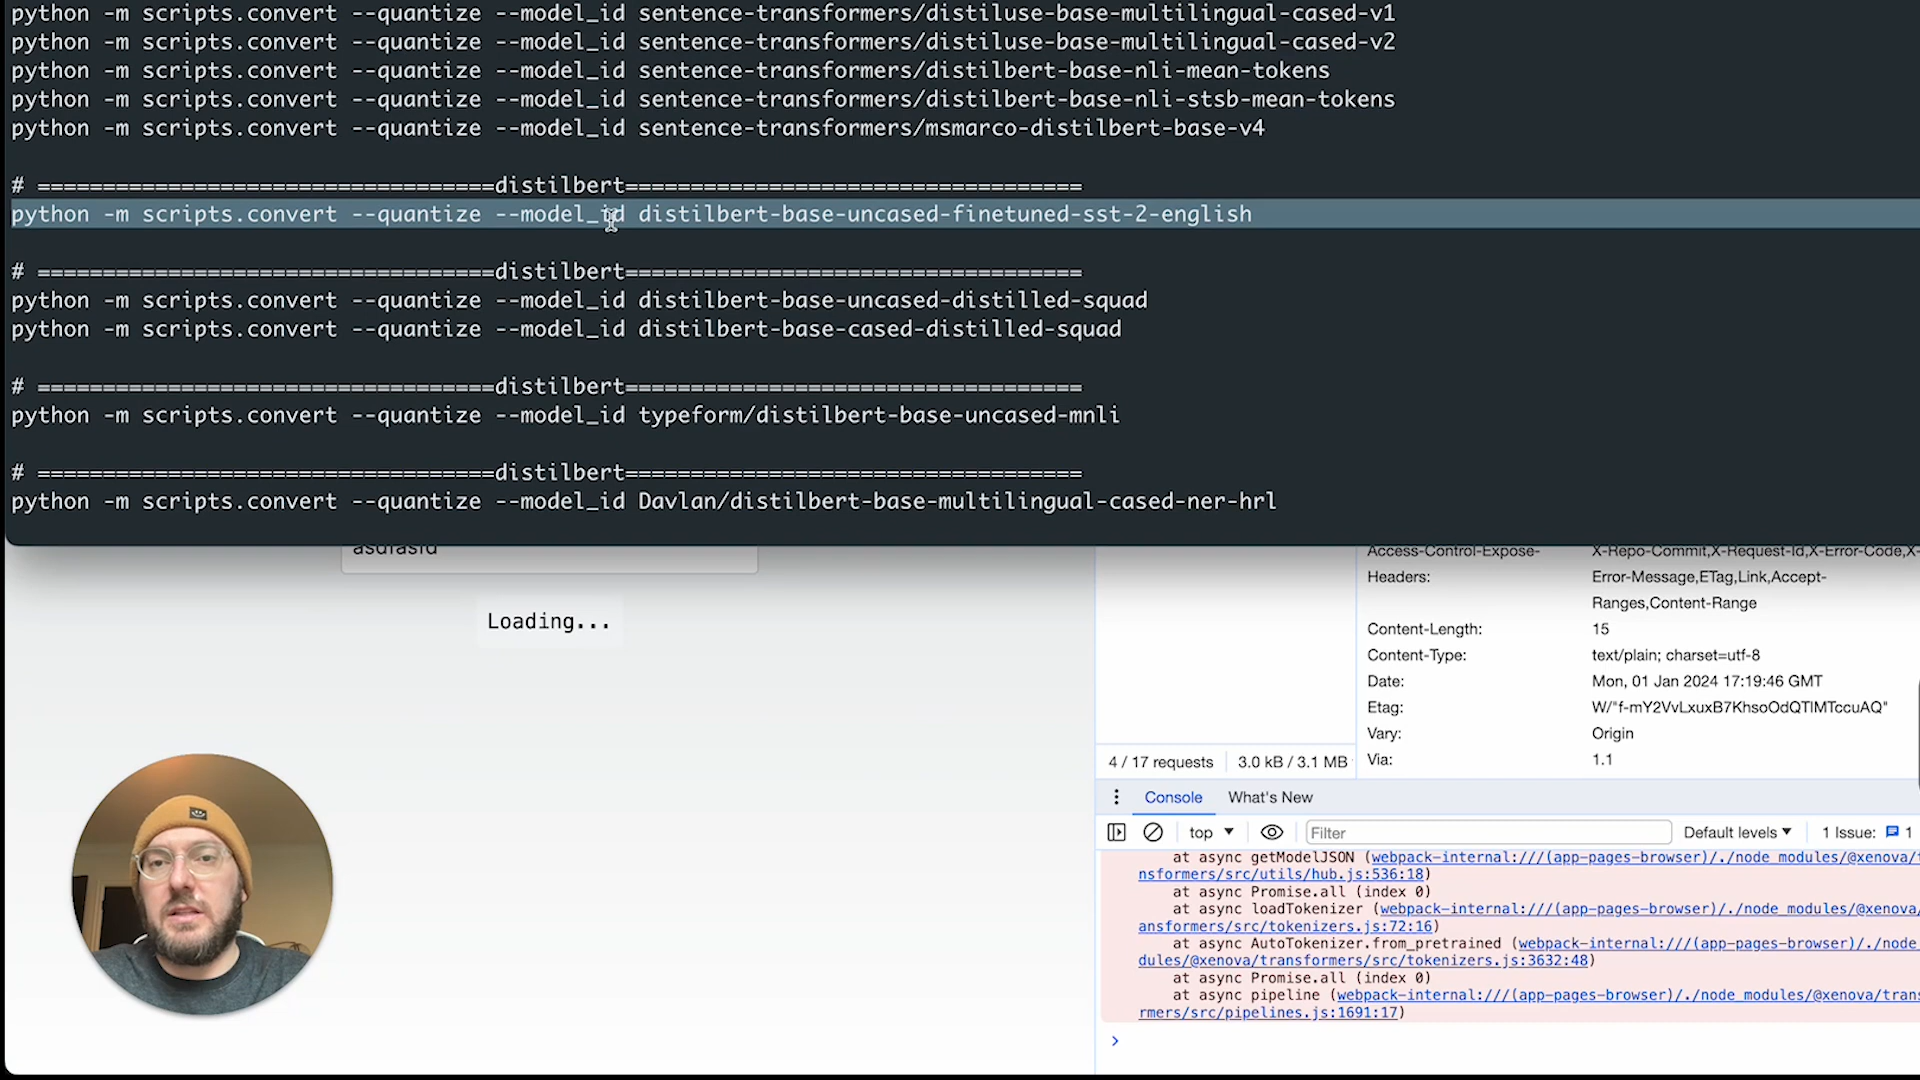 python -m scripts.convert --quantize --model_id sentence-transformers/distiluse-base-multilingual-cased-v1
python -m scripts.convert --quantize --model_id sentence-transformers/distiluse-base-multilingual-cased-v2
python -m scripts.convert --quantize --model_id sentence-transformers/distilbert-base-nli-mean-tokens
python -m scripts.convert --quantize --model_id sentence-transformers/distilbert-base-nli-stsb-mean-tokens
python -m scripts.convert --quantize --model_id sentence-transformers/msmarco-distilbert-base-v4
# ===================================distilbert===================================
python -m scripts.convert --quantize --model_id distilbert-base-uncased-finetuned-sst-2-english
# ===================================distilbert===================================
python -m scripts.convert --quantize --model_id distilbert-base-uncased-distilled-squad
python -m scripts.convert --quantize --model_id distilbert-base-cased-distilled-squad
# ===================================distilbert===================================
python -m scripts.convert --quantize --model_id typeform/distilbert-base-uncased-mnli
# ===================================distilbert===================================
python -m scripts.convert --quantize --model_id Davlan/distilbert-base-multilingual-cased-ner-hrl
asdfasfd
Loading...
Access-Control-Expose- X-Repo-Commit,X-Request-Id,X-Error-Code,X-
Headers: Error-Message,ETag,Link,Accept-
Ranges,Content-Range
Content-Length: 15
Content-Type: text/plain; charset=utf-8
Date: Mon, 01 Jan 2024 17:19:46 GMT
Etag: W/"f-mY2VvLxuxB7KhsoOdQTlMTccuAQ"
Vary: Origin
Via: 1.1
4 / 17 requests 3.0 kB / 3.1 MB
Console What's New
top Filter Default levels 1 Issue: 1
at async getModelJSON (webpack-internal:///(app-pages-browser)/./node_modules/@xenova/t
nsformers/src/utils/hub.js:536:18)
at async Promise.all (index 0)
at async loadTokenizer (webpack-internal:///(app-pages-browser)/./node_modules/@xenova/
ansformers/src/tokenizers.js:72:16)
at async AutoTokenizer.from_pretrained (webpack-internal:///(app-pages-browser)/./node
dules/@xenova/transformers/src/tokenizers.js:3632:48)
at async Promise.all (index 0)
at async pipeline (webpack-internal:///(app-pages-browser)/./node_modules/@xenova/trans
rmers/src/pipelines.js:1691:17)